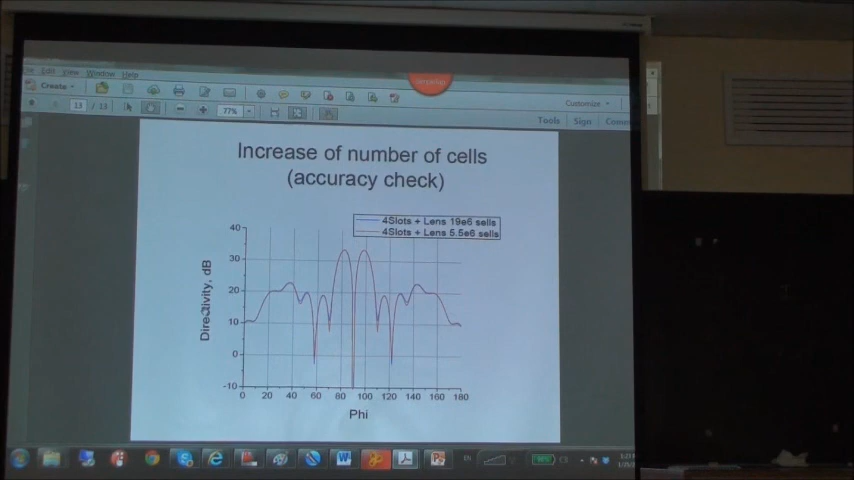 Edit View Window Help
Create
13 / 13
77%
Customize
Tools
Sign
Increase of number of cells
(accuracy check)
4Slots + Lens 19e6 sells
4Slots + Lens 5.5e6 sells
40
30
20
10
0
-10
Directivity, dB
0 20 40 60 80 100 120 140 160 180
Phi
EN